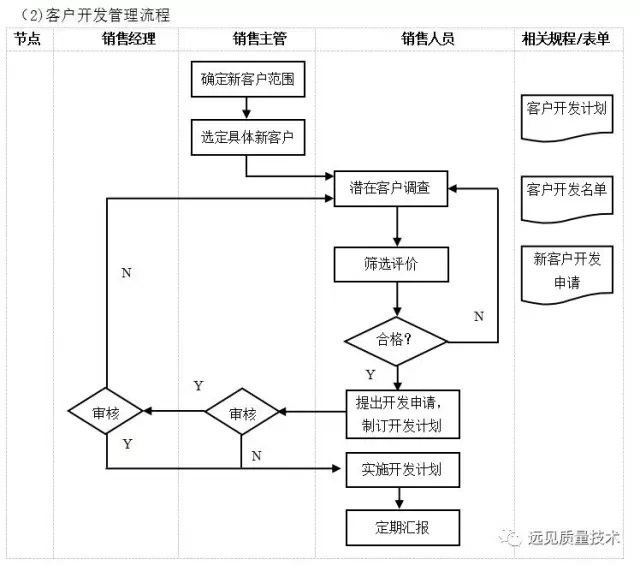 （2)客户开发管理流程
节点 销售经理 销售主管 销售人员 相关规程/表单
确定新客户范围
客户开发计划
选定具体新客户
潜在客户调查
客户开发名单
N
筛选评价
新客户开发
申请
合格?
N
Y
Y
审核
审核
提出开发申请,
制订开发计划
Y
N
实施开发计划
定期汇报
远见质量技术